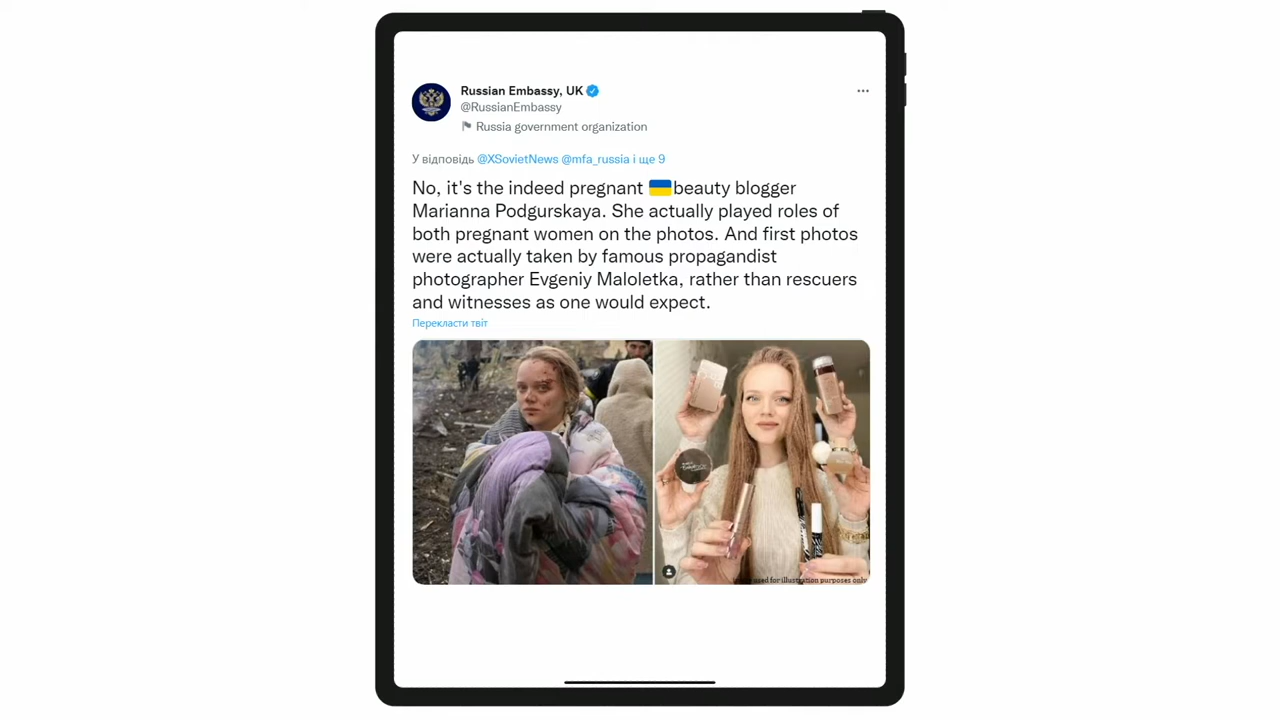 Russian Embassy, UK
@RussianEmbassy
Russia government organization
У відповідь @XSovietNews @mfa_russia і ще 9
No, it's the indeed pregnant 🇺🇦beauty blogger
Marianna Podgurskaya. She actually played roles of
both pregnant women on the photos. And first photos
were actually taken by famous propagandist
photographer Evgeniy Maloletka, rather than rescuers
and witnesses as one would expect.
Перекласти твіт
used for illustration purposes only